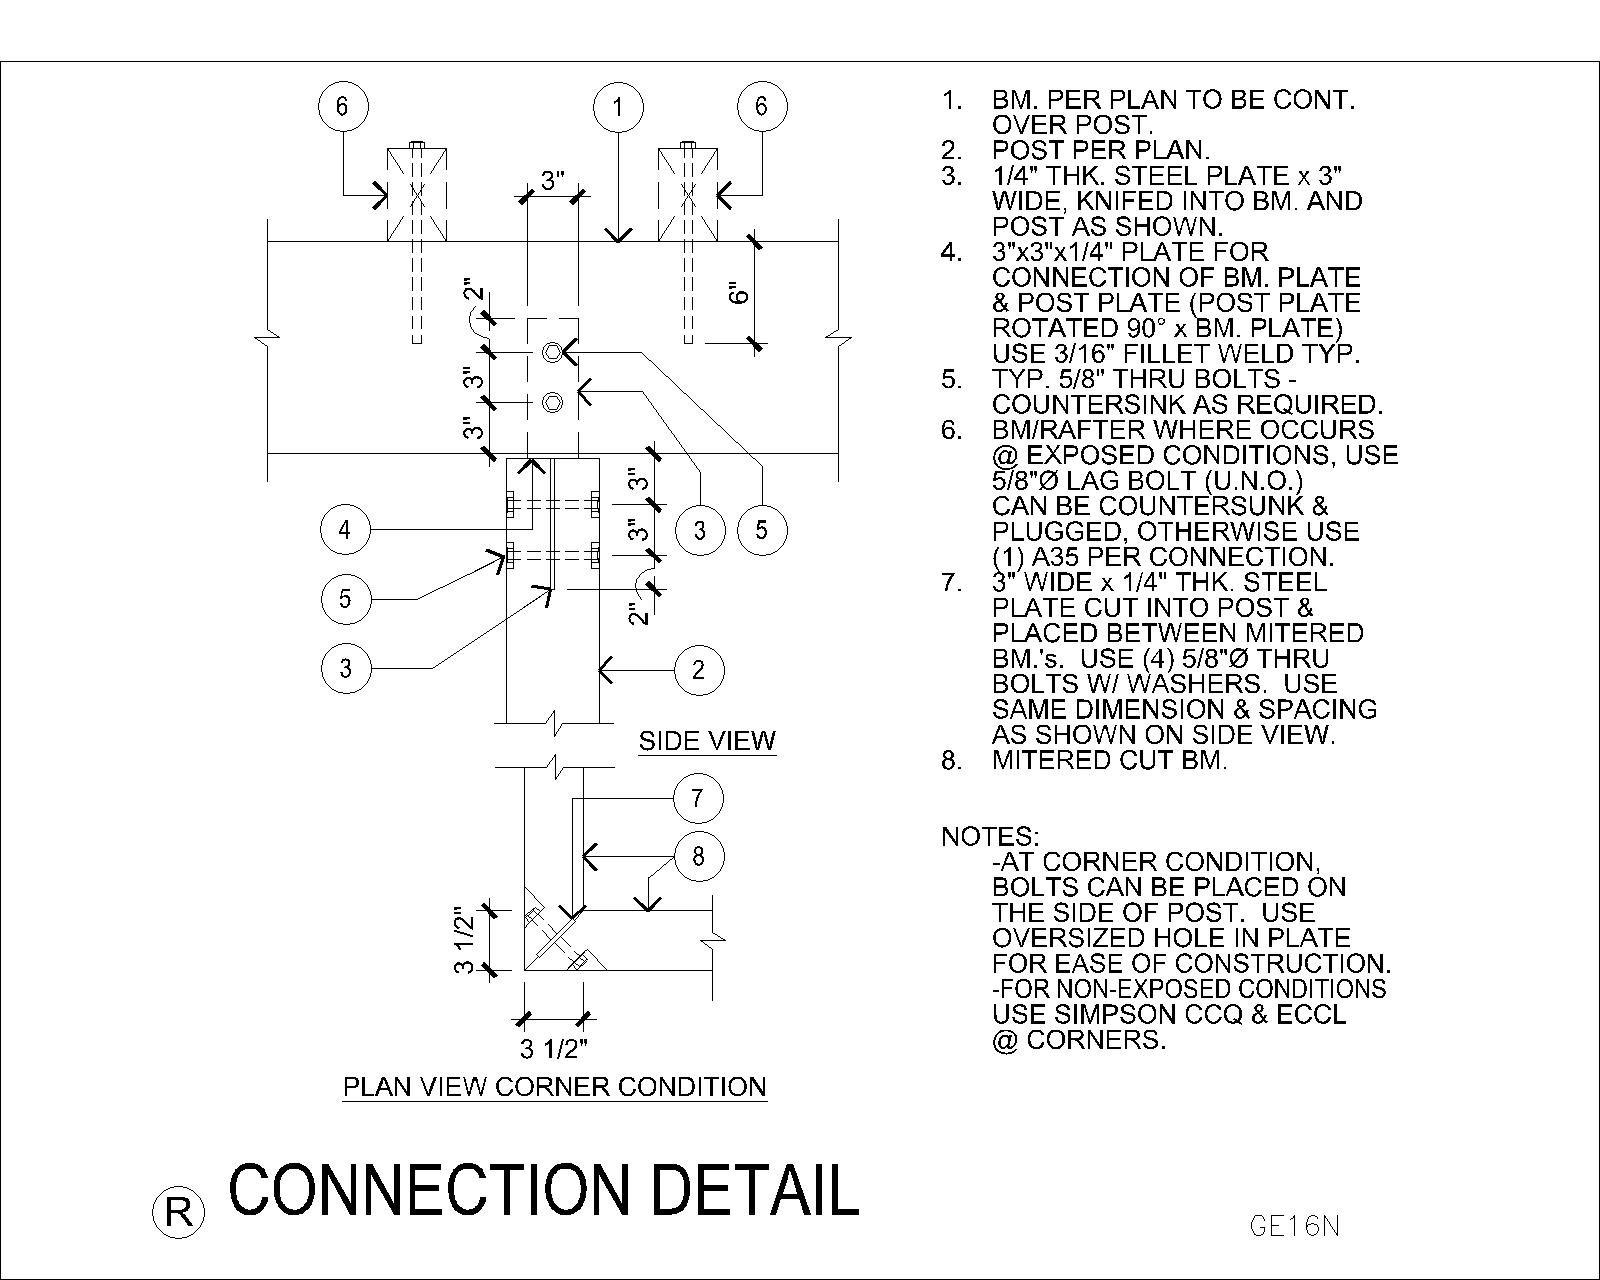 6
1
6
3"
2"
6"
3"
3"
3"
3"
2"
4
3
5
5
3
2
SIDE VIEW
7
8
3 1/2"
3 1/2"
PLAN VIEW CORNER CONDITION
1. BM. PER PLAN TO BE CONT.
OVER POST.
2. POST PER PLAN.
3. 1/4" THK. STEEL PLATE x 3"
WIDE, KNIFED INTO BM. AND
POST AS SHOWN.
4. 3"x3"x1/4" PLATE FOR
CONNECTION OF BM. PLATE
& POST PLATE (POST PLATE
ROTATED 90° x BM. PLATE)
USE 3/16" FILLET WELD TYP.
5. TYP. 5/8" THRU BOLTS -
COUNTERSINK AS REQUIRED.
6. BM/RAFTER WHERE OCCURS
@ EXPOSED CONDITIONS, USE
5/8"Ø LAG BOLT (U.N.O.)
CAN BE COUNTERSUNK &
PLUGGED, OTHERWISE USE
(1) A35 PER CONNECTION.
7. 3" WIDE x 1/4" THK. STEEL
PLATE CUT INTO POST &
PLACED BETWEEN MITERED
BM.'s. USE (4) 5/8"Ø THRU
BOLTS W/ WASHERS. USE
SAME DIMENSION & SPACING
AS SHOWN ON SIDE VIEW.
8. MITERED CUT BM.
NOTES:
-AT CORNER CONDITION,
BOLTS CAN BE PLACED ON
THE SIDE OF POST. USE
OVERSIZED HOLE IN PLATE
FOR EASE OF CONSTRUCTION.
-FOR NON-EXPOSED CONDITIONS
USE SIMPSON CCQ & ECCL
@ CORNERS.
R CONNECTION DETAIL
GE16N